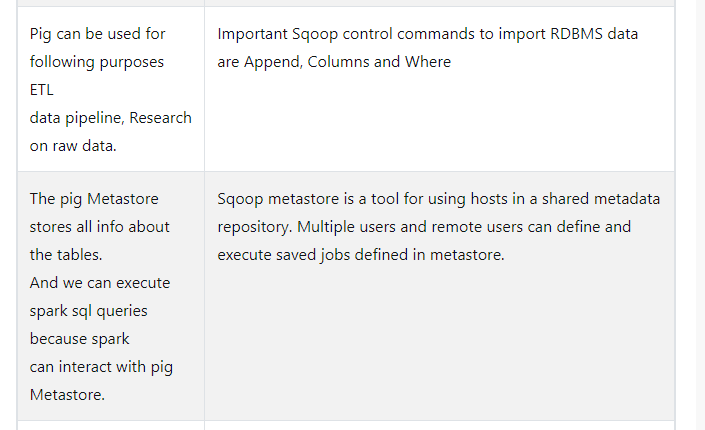 Pig can be used for
following purposes
ETL
data pipeline, Research
on raw data.
Important Sqoop control commands to import RDBMS data
are Append, Columns and Where
The pig Metastore
stores all info about
the tables.
And we can execute
spark sql queries
because spark
can interact with pig
Metastore.
Sqoop metastore is a tool for using hosts in a shared metadata
repository. Multiple users and remote users can define and
execute saved jobs defined in metastore.